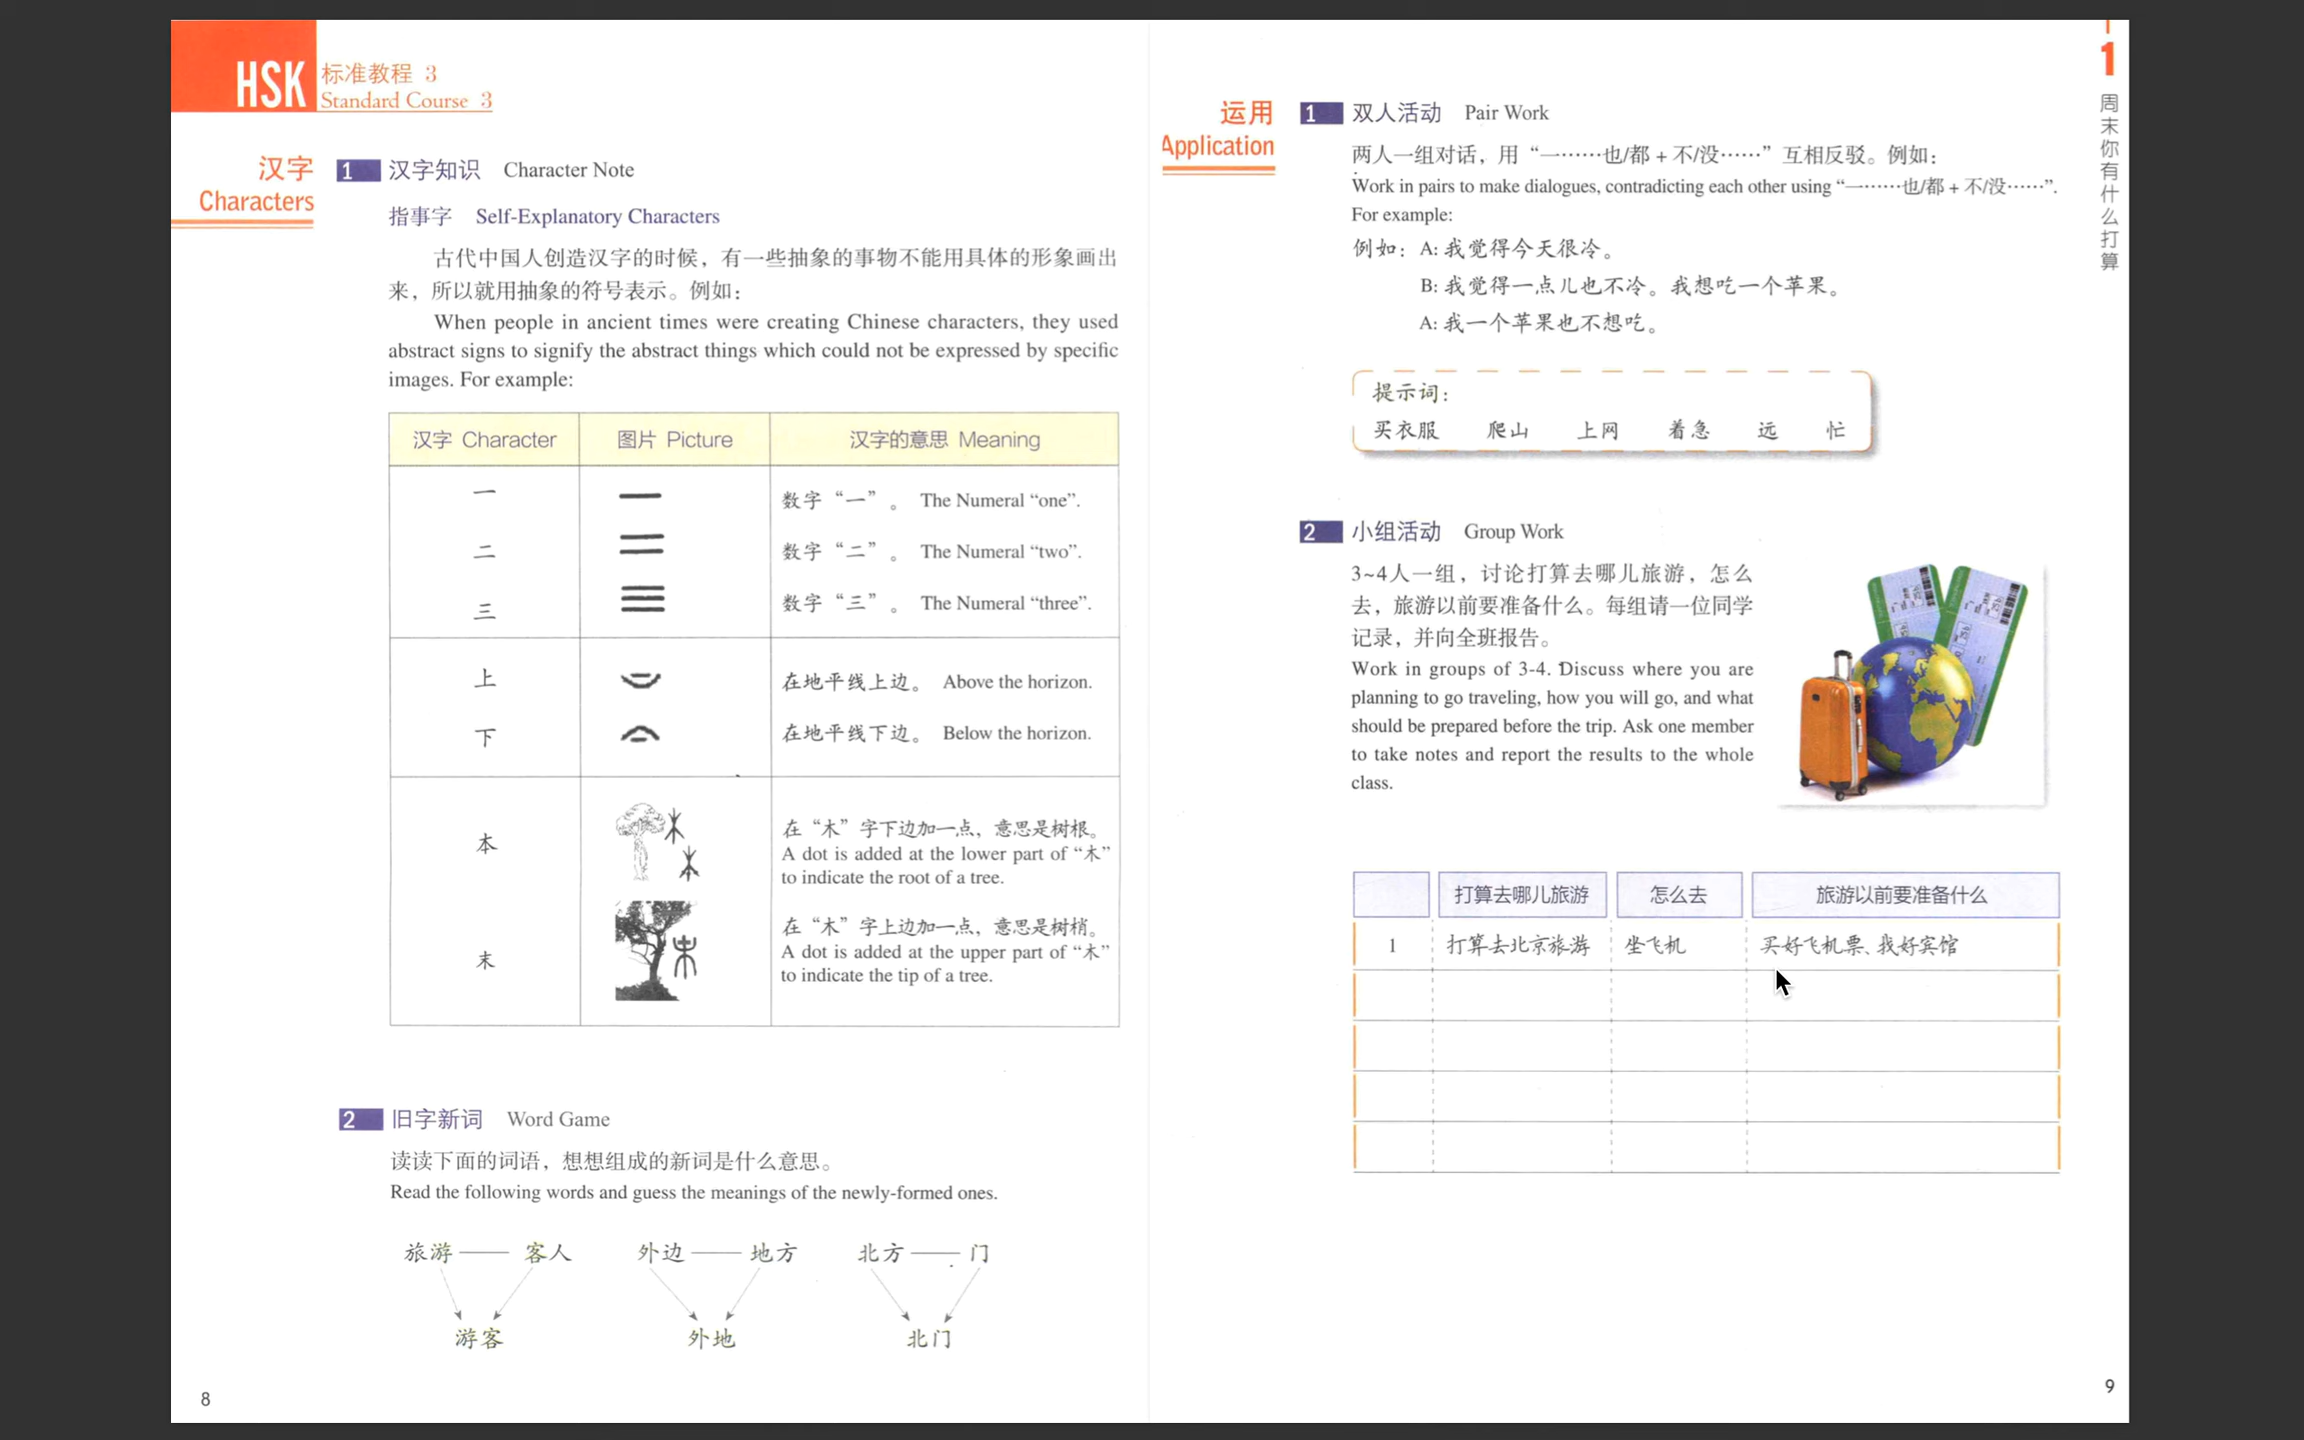 HSK 标准教程 3
Standard Course 3
汉字
Characters
1 汉字知识 Character Note
指事字 Self-Explanatory Characters
古代中国人创造汉字的时候，有一些抽象的事物不能用具体的形象画出
来，所以就用抽象的符号表示。例如：
When people in ancient times were creating Chinese characters, they used
abstract signs to signify the abstract things which could not be expressed by specific
images. For example:
汉字 Character 图片 Picture 汉字的意思 Meaning
一 数字“一”。 The Numeral “one”.
二 数字“二”。 The Numeral “two”.
三 数字“三”。 The Numeral “three”.
上 在地平线上边。 Above the horizon.
下 在地平线下边。 Below the horizon.
本 在“木”字下边加一点，意思是树根。
A dot is added at the lower part of “木”
to indicate the root of a tree.
末 在“木”字上边加一点，意思是树梢。
A dot is added at the upper part of “木”
to indicate the tip of a tree.
2 旧字新词 Word Game
读读下面的词语，想想组成的新词是什么意思。
Read the following words and guess the meanings of the newly-formed ones.
旅游 —— 客人 外边 —— 地方 北方 —— 门
游客 外地 北门
8
运用
Application
1 双人活动 Pair Work
两人一组对话，用“一……也/都 + 不/没……”互相反驳。例如：
Work in pairs to make dialogues, contradicting each other using “一……也/都 + 不/没……”.
For example:
例如：A: 我觉得今天很冷。
B: 我觉得一点儿也不冷。我想吃一个苹果。
A: 我一个苹果也不想吃。
提示词：
买衣服 爬山 上网 着急 远 忙
2 小组活动 Group Work
3~4人一组，讨论打算去哪儿旅游，怎么
去，旅游以前要准备什么。每组请一位同学
记录，并向全班报告。
Work in groups of 3-4. Discuss where you are
planning to go traveling, how you will go, and what
should be prepared before the trip. Ask one member
to take notes and report the results to the whole
class.
打算去哪儿旅游 怎么去 旅游以前要准备什么
1 打算去北京旅游 坐飞机 买好飞机票、找好宾馆
1
周末你有什么打算
9